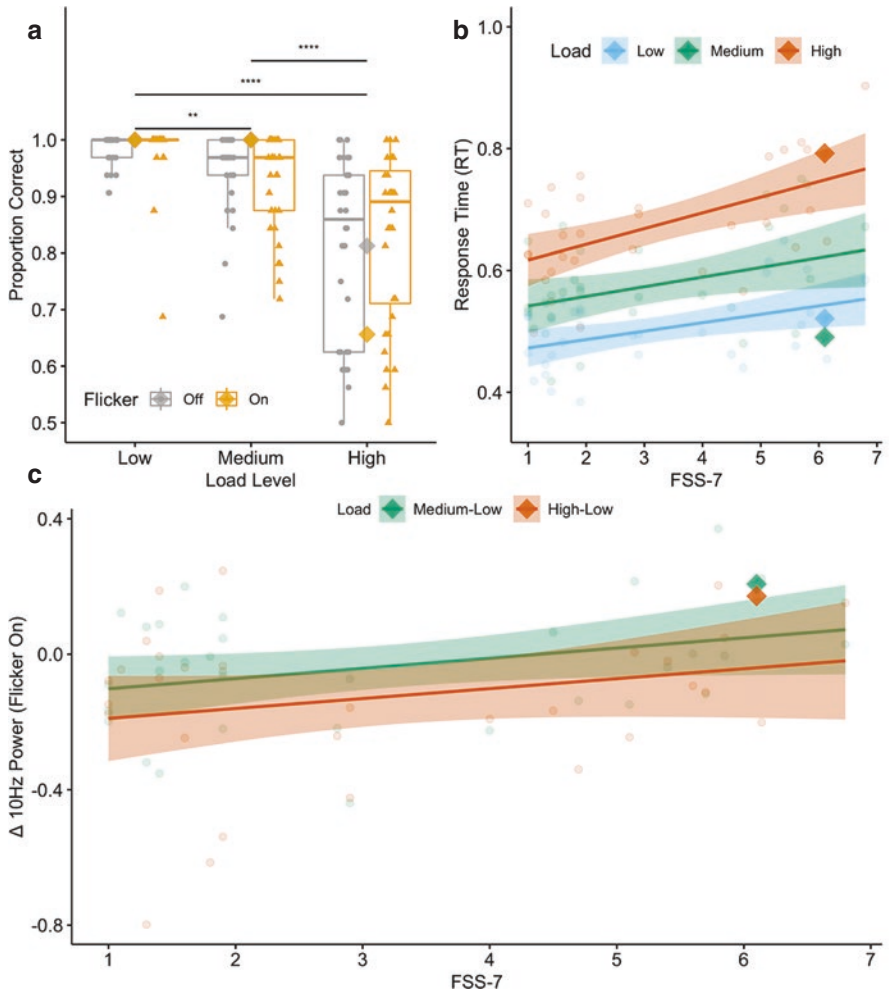 a
****
****
**
1.0
0.9
0.8
0.7
0.6
0.5
Proportion Correct
Flicker Off On
Low Medium High
Load Level
b
Load Low Medium High
1.0
0.8
0.6
0.4
Response Time (RT)
1 2 3 4 5 6 7
FSS-7
c
Load Medium-Low High-Low
0.4
0.0
-0.4
-0.8
Δ 10Hz Power (Flicker On)
1 2 3 4 5 6 7
FSS-7